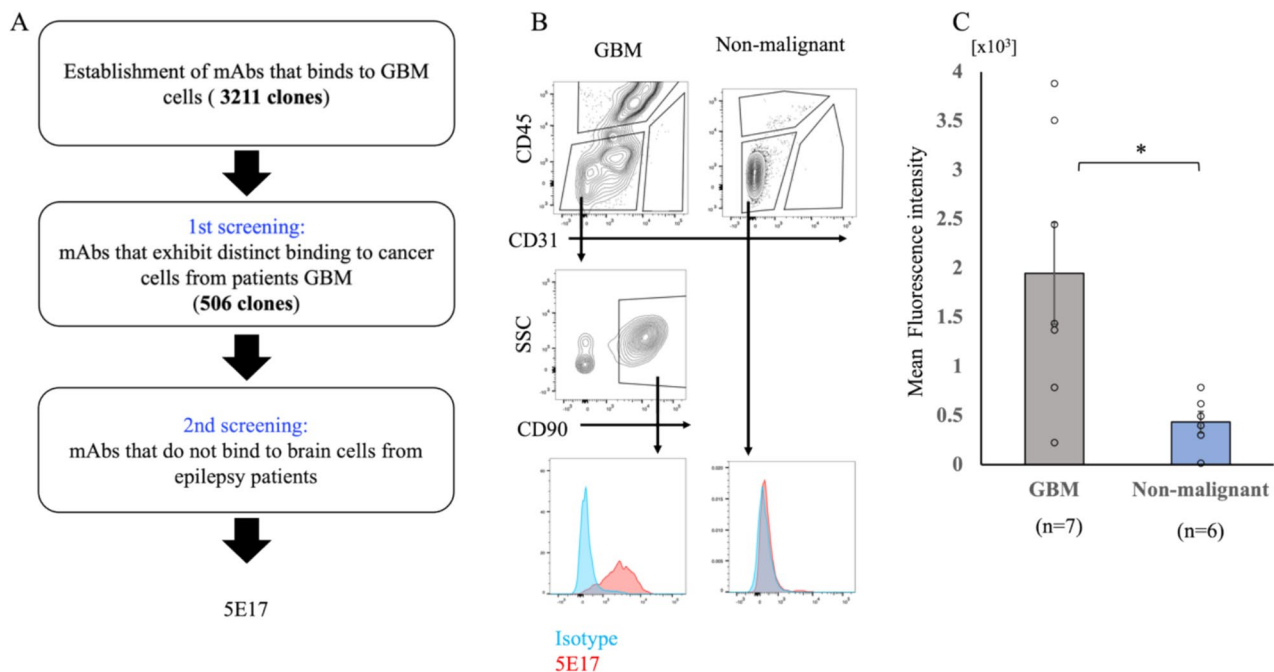 A
Establishment of mAbs that binds to GBM
cells ( 3211 clones)
1st screening:
mAbs that exhibit distinct binding to cancer
cells from patients GBM
(506 clones)
2nd screening:
mAbs that do not bind to brain cells from
epilepsy patients
5E17
B
GBM
Non-malignant
CD45
CD31
SSC
CD90
Isotype
5E17
C
[x10³]
Mean Fluorescence intensity
4
3.5
3
2.5
2
1.5
1
0.5
0
*
GBM
Non-malignant
(n=7)
(n=6)